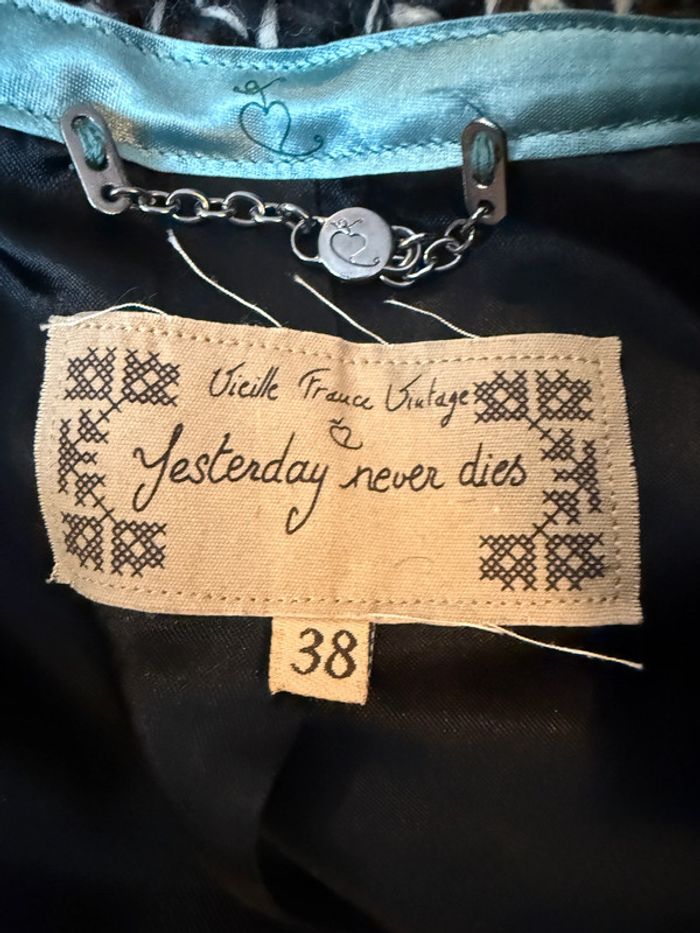 Vieille France Vintage
Yesterday never dies
38